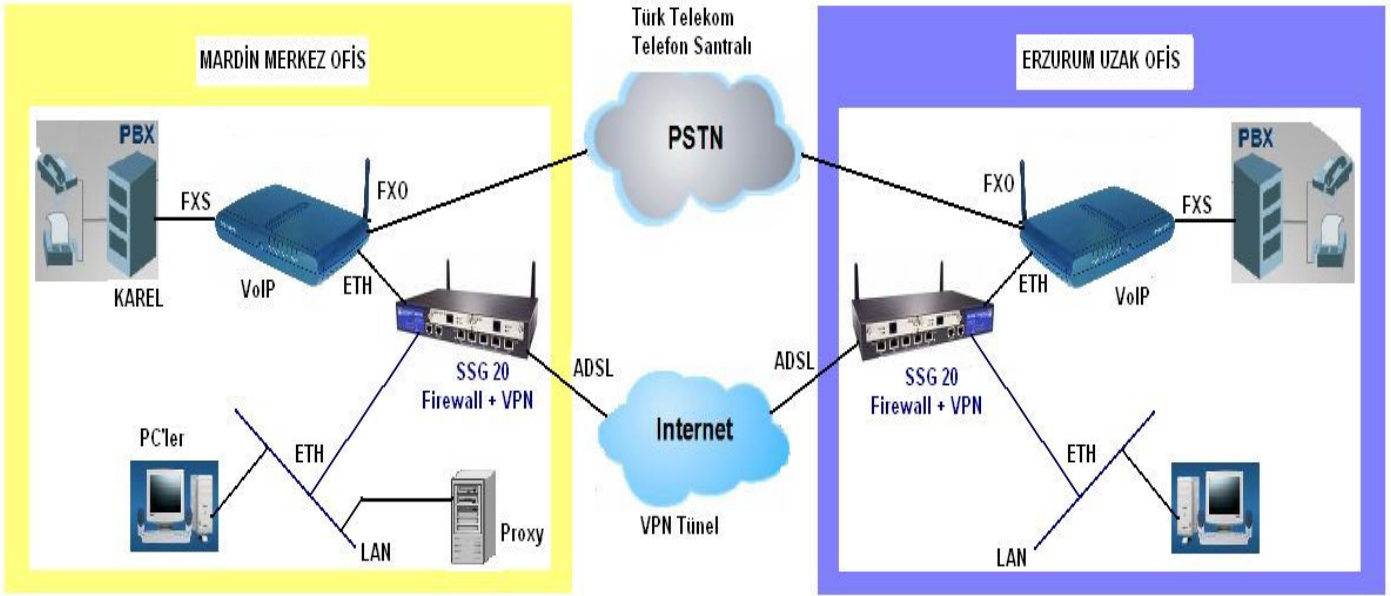 Türk Telekom
Telefon Santralı
MARDİN MERKEZ OFİS
ERZURUM UZAK OFİS
PBX
PSTN
PBX
FXS
FXO
FXO
FXS
KAREL
VoIP
ETH
ETH
VoIP
SSG 20
Firewall + VPN
ADSL
ADSL
SSG 20
Firewall + VPN
Internet
PC'ler
ETH
ETH
VPN Tünel
Proxy
LAN
LAN